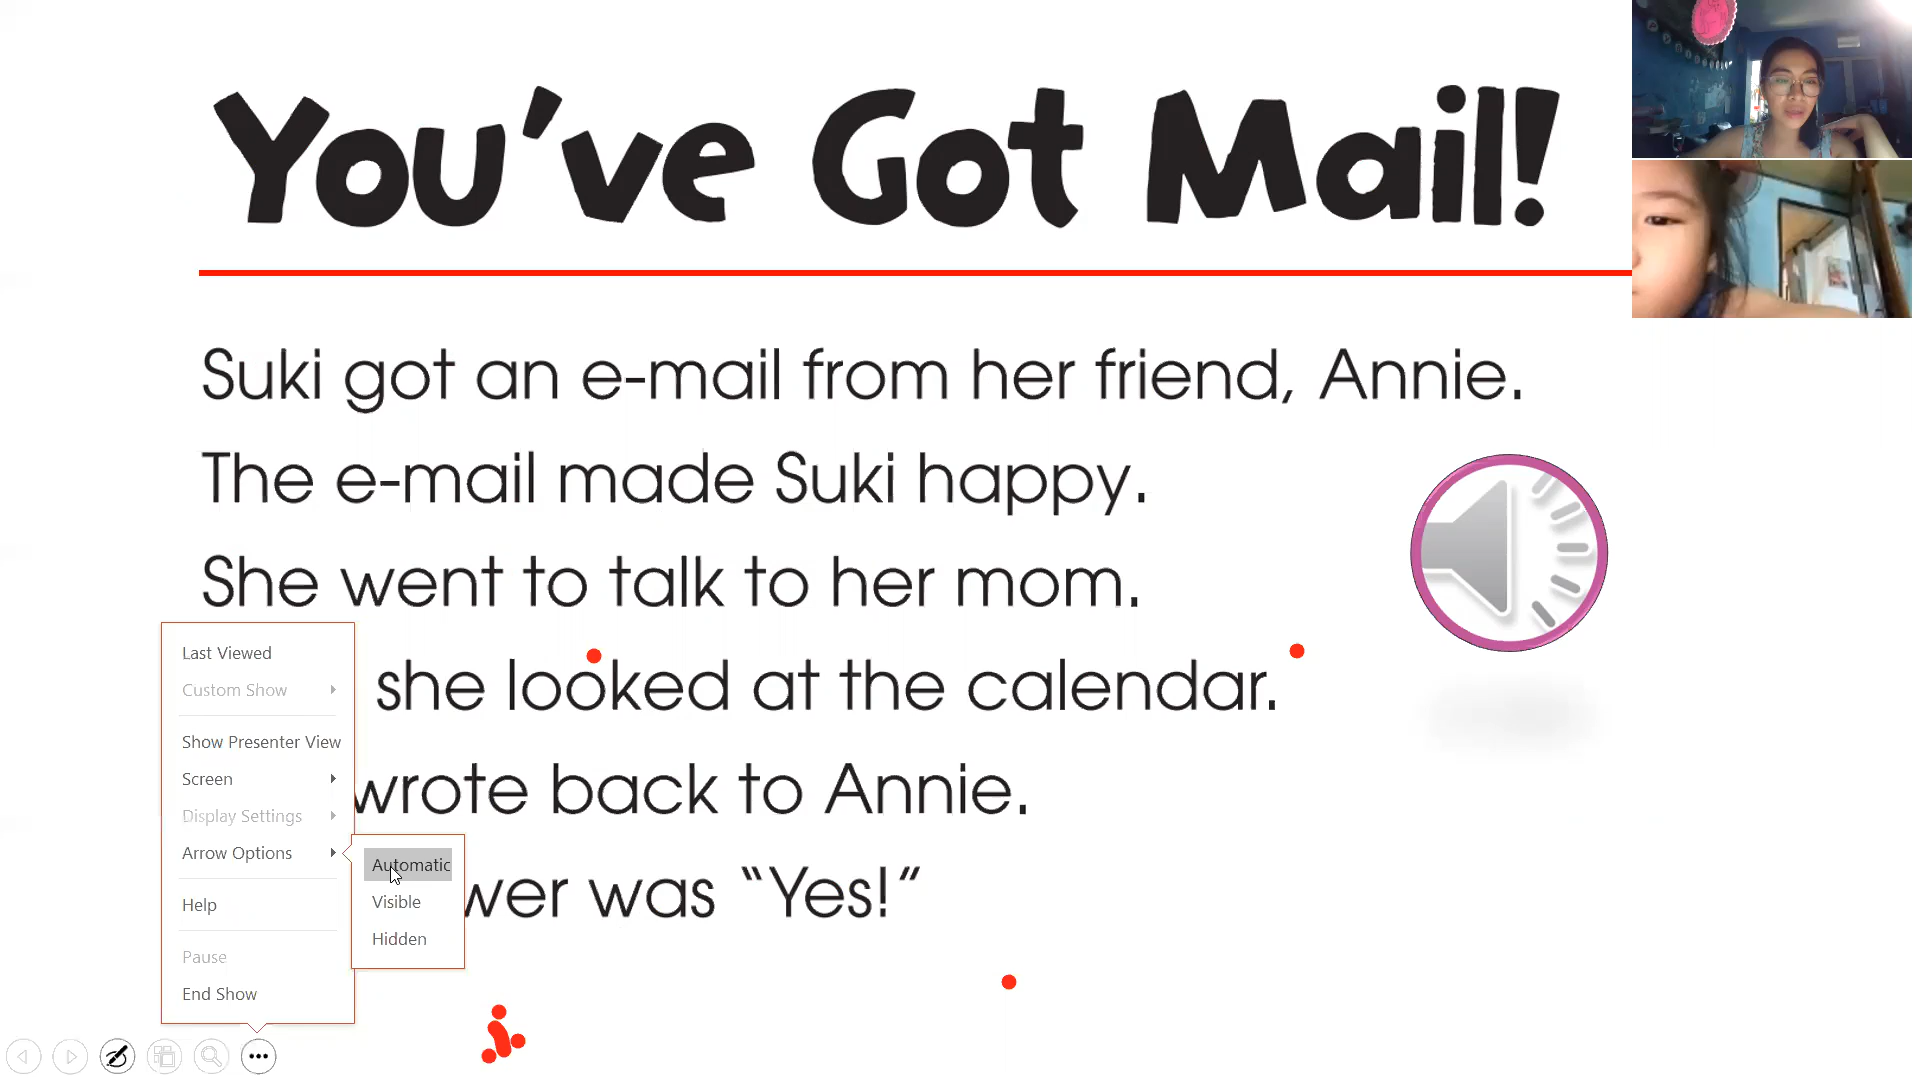 You've Got Mail!
Suki got an e-mail from her friend, Annie.
The e-mail made Suki happy.
She went to talk to her mom.
she looked at the calendar.
wrote back to Annie.
wer was “Yes!”
Last Viewed
Custom Show
Show Presenter View
Screen
Display Settings
Arrow Options
Help
Pause
End Show
Automatic
Visible
Hidden